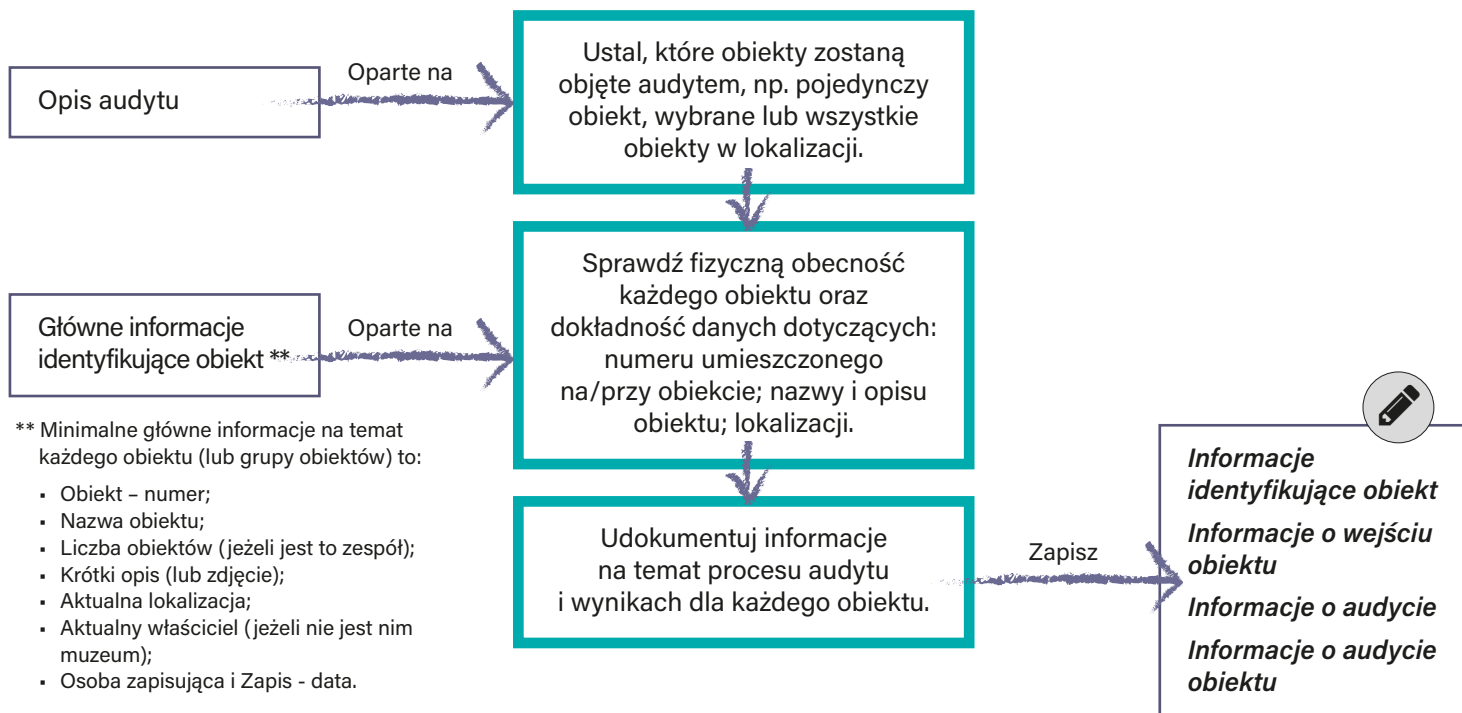 Opis audytu
Oparte na
Ustal, które obiekty zostaną
objęte audytem, np. pojedynczy
obiekt, wybrane lub wszystkie
obiekty w lokalizacji.
Główne informacje
identyfikujące obiekt **
Oparte na
Sprawdź fizyczną obecność
każdego obiektu oraz
dokładność danych dotyczących:
numeru umieszczonego
na/przy obiekcie; nazwy i opisu
obiektu; lokalizacji.
** Minimalne główne informacje na temat
każdego obiektu (lub grupy obiektów) to:
▪ Obiekt – numer;
▪ Nazwa obiektu;
▪ Liczba obiektów (jeżeli jest to zespół);
▪ Krótki opis (lub zdjęcie);
▪ Aktualna lokalizacja;
▪ Aktualny właściciel (jeżeli nie jest nim
muzeum);
▪ Osoba zapisująca i Zapis - data.
Udokumentuj informacje
na temat procesu audytu
i wynikach dla każdego obiektu.
Zapisz
Informacje
identyfikujące obiekt
Informacje o wejściu
obiektu
Informacje o audycie
Informacje o audycie
obiektu